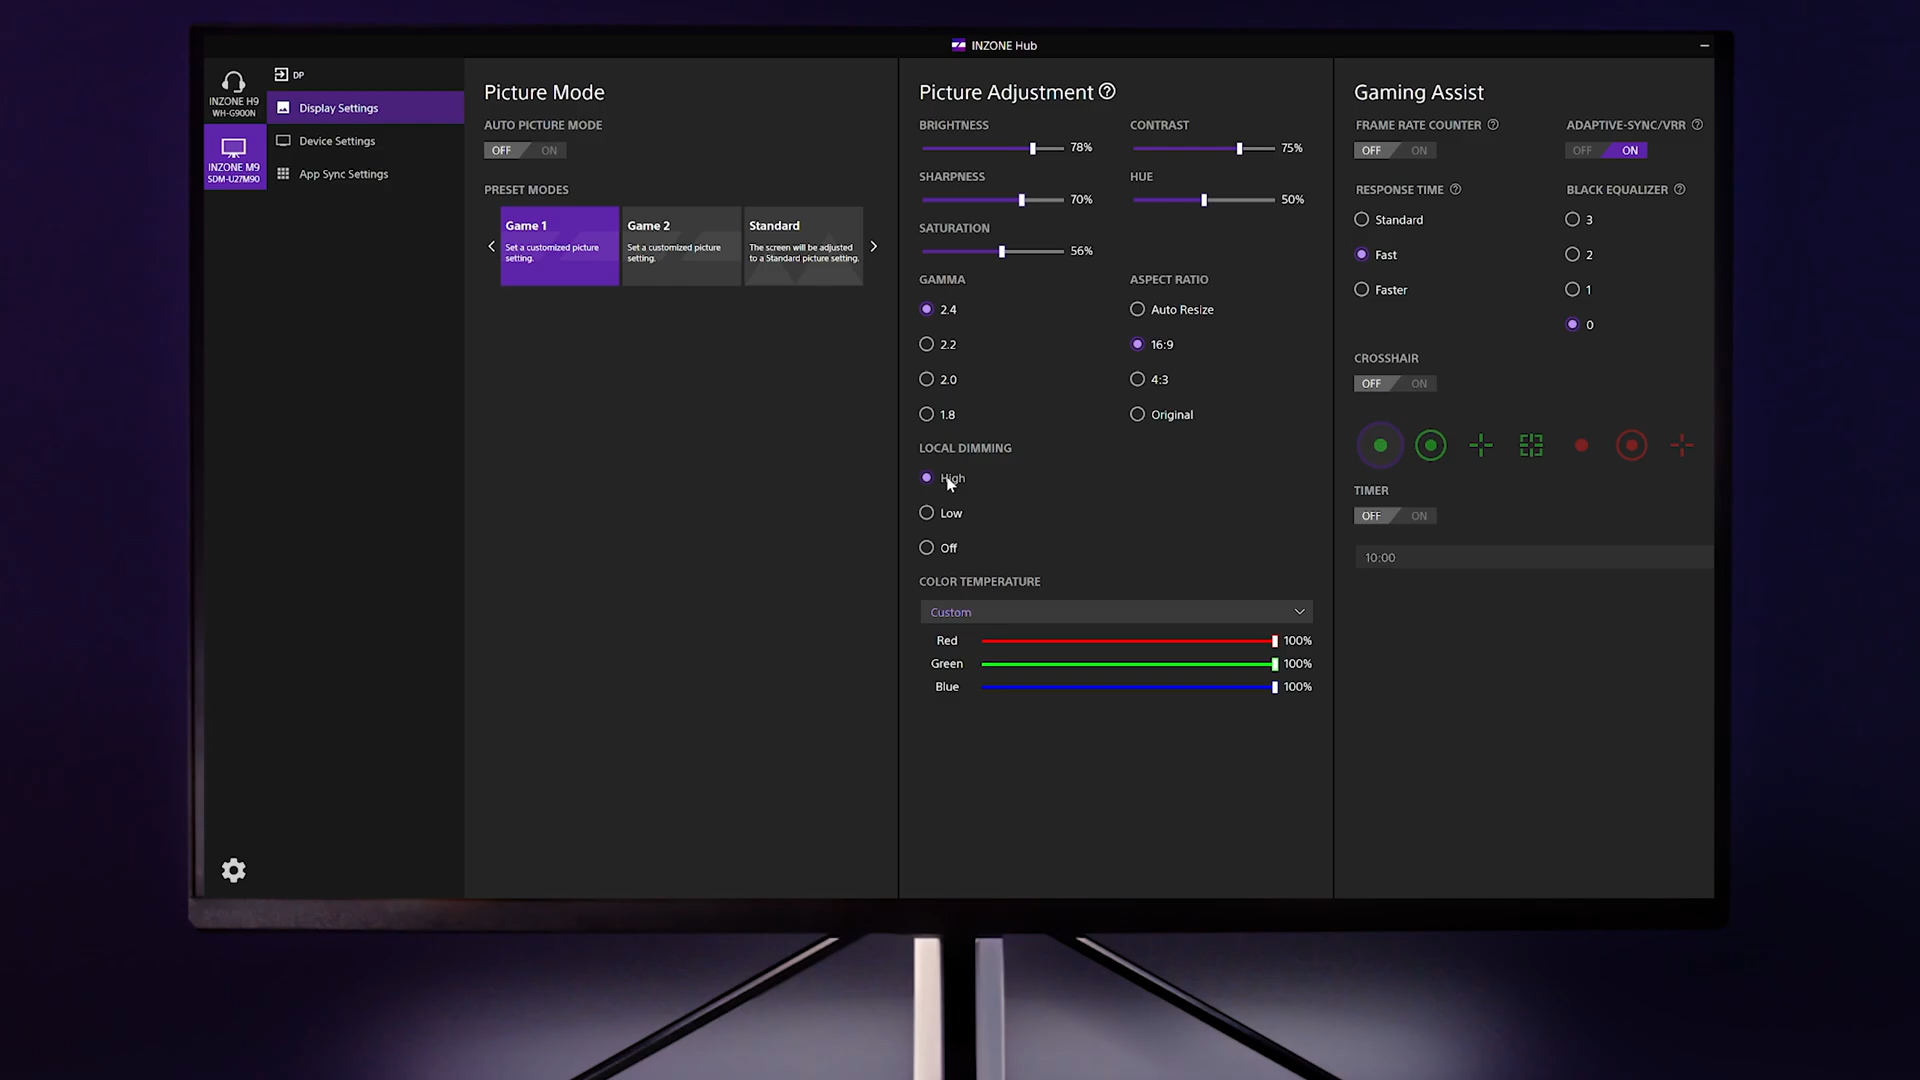 INZONE Hub
INZONE H9
WH-G900N
INZONE M9
SDM-U27M90
DP
Display Settings
Device Settings
App Sync Settings
Picture Mode
AUTO PICTURE MODE
OFF ON
PRESET MODES
Game 1
Set a customized picture
setting.
Game 2
Set a customized picture
setting.
Standard
The screen will be adjusted
to a Standard picture setting.
Picture Adjustment ?
BRIGHTNESS
78%
CONTRAST
75%
SHARPNESS
70%
HUE
50%
SATURATION
56%
GAMMA
2.4
2.2
2.0
1.8
ASPECT RATIO
Auto Resize
16:9
4:3
Original
LOCAL DIMMING
High
Low
Off
COLOR TEMPERATURE
Custom
Red 100%
Green 100%
Blue 100%
Gaming Assist
FRAME RATE COUNTER ?
OFF ON
ADAPTIVE-SYNC/VRR ?
OFF ON
RESPONSE TIME ?
Standard
Fast
Faster
BLACK EQUALIZER ?
3
2
1
0
CROSSHAIR
OFF ON
TIMER
OFF ON
10:00